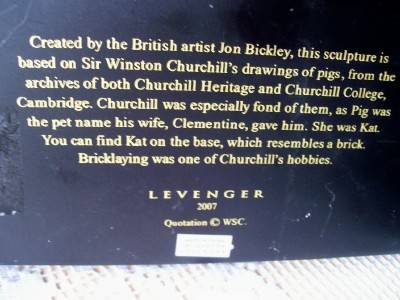 Created by the British artist Jon Bickley, this sculpture is
based on Sir Winston Churchill's drawings of pigs, from the
archives of both Churchill Heritage and Churchill College,
Cambridge. Churchill was especially fond of them, as Pig was
the pet name his wife, Clementine, gave him. She was Kat.
You can find Kat on the base, which resembles a brick.
Bricklaying was one of Churchill's hobbies.
LEVENGER
2007
Quotation © WSC.